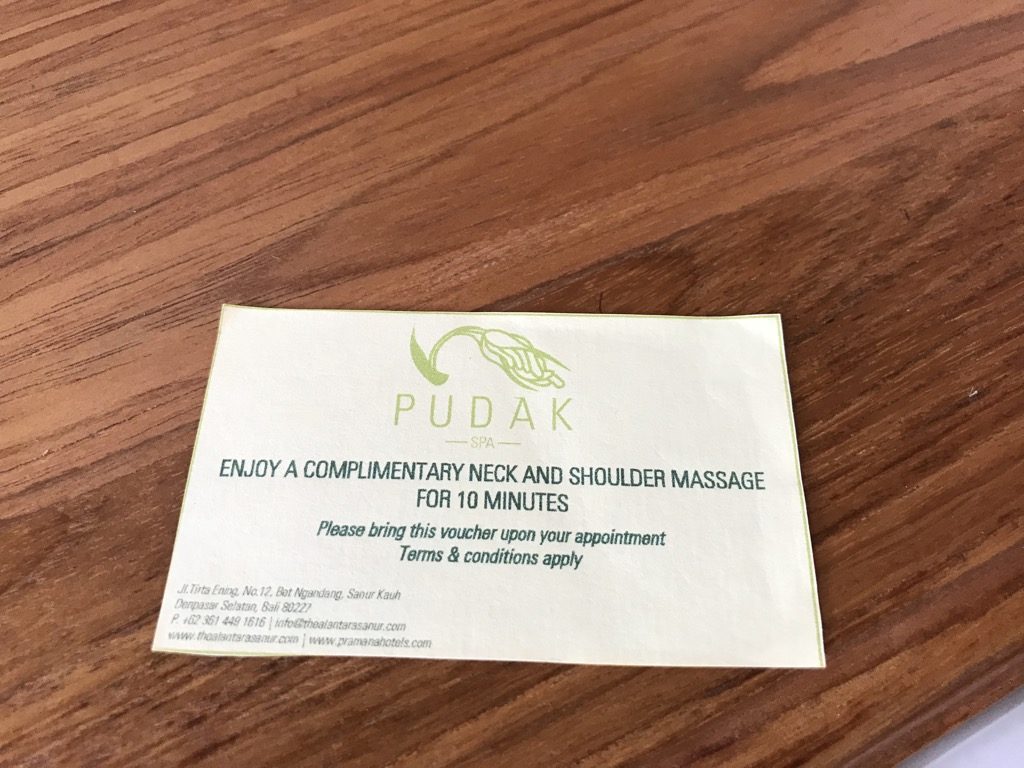 PUDAK
SPA
ENJOY A COMPLIMENTARY NECK AND SHOULDER MASSAGE
FOR 10 MINUTES
Please bring this voucher upon your appointment
Terms & conditions apply
Jl.Tirta Ening, No.12, Bet Ngandang, Sanur Kauh
Denpasar Selatan, Bali 80227
P. +62 361 449 1616 | info@thealantarasanur.com
www.thealantarasanur.com | www.pramanahotels.com